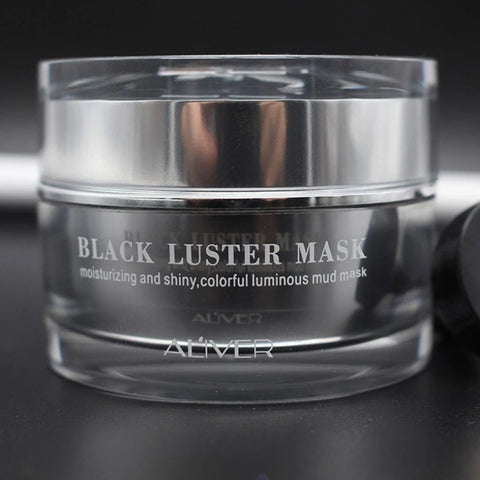 BLACK LUSTER MASK
moisturizing and shiny,colorful luminous mud mask
ALIVER